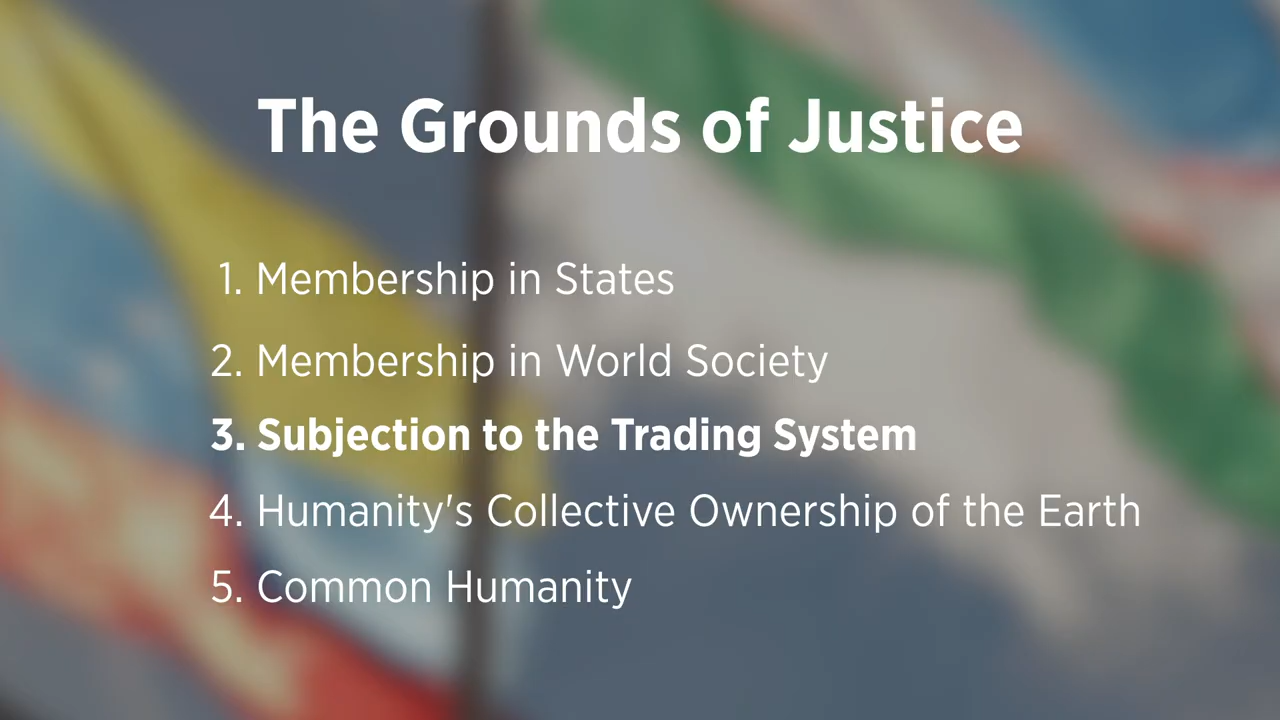 The Grounds of Justice
1. Membership in States
2. Membership in World Society
3. Subjection to the Trading System
4. Humanity's Collective Ownership of the Earth
5. Common Humanity